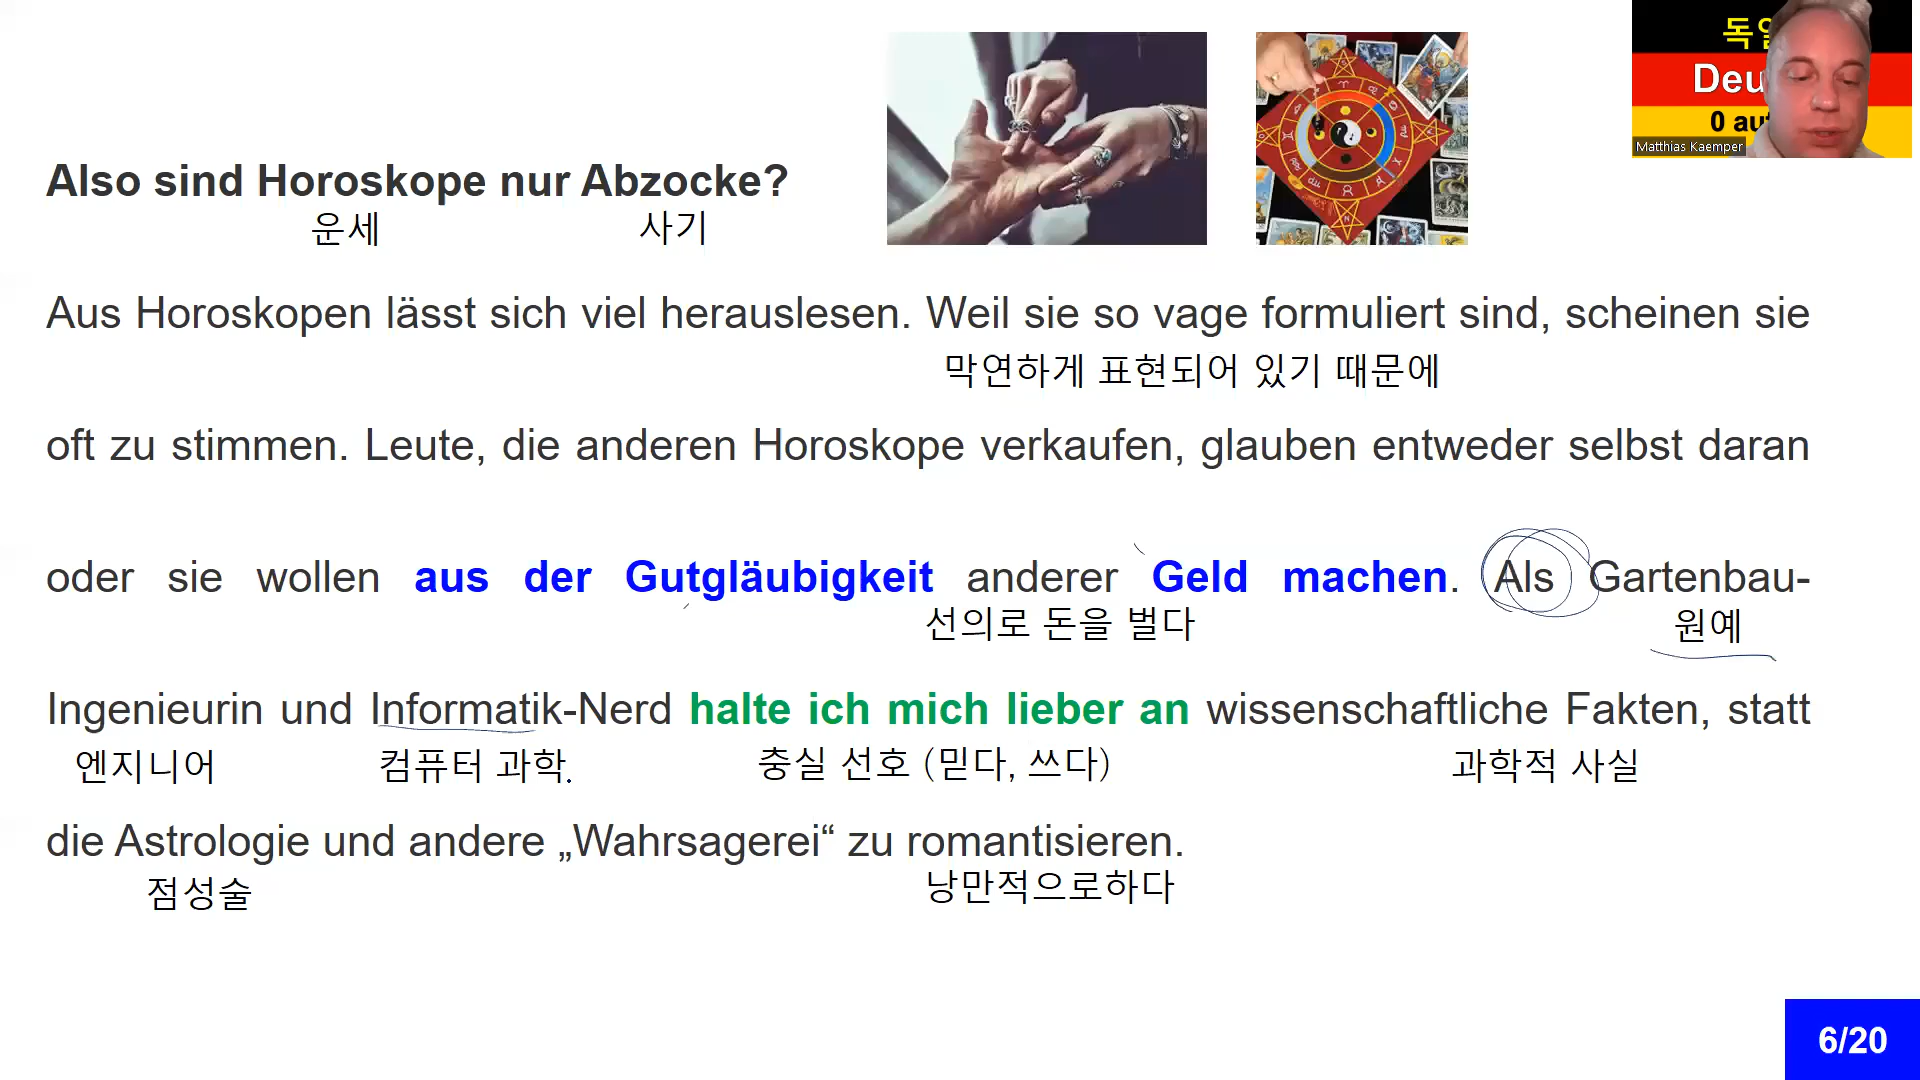 독일
Deu
0 au
Matthias Kaemper
Also sind Horoskope nur Abzocke?
운세 사기
Aus Horoskopen lässt sich viel herauslesen. Weil sie so vage formuliert sind, scheinen sie
막연하게 표현되어 있기 때문에
oft zu stimmen. Leute, die anderen Horoskope verkaufen, glauben entweder selbst daran
oder sie wollen aus der Gutgläubigkeit anderer Geld machen. Als Gartenbau-
선의로 돈을 벌다 원예
Ingenieurin und Informatik-Nerd halte ich mich lieber an wissenschaftliche Fakten, statt
엔지니어 컴퓨터 과학. 충실 선호 (믿다, 쓰다) 과학적 사실
die Astrologie und andere „Wahrsagerei“ zu romantisieren.
점성술 낭만적으로하다
6/20